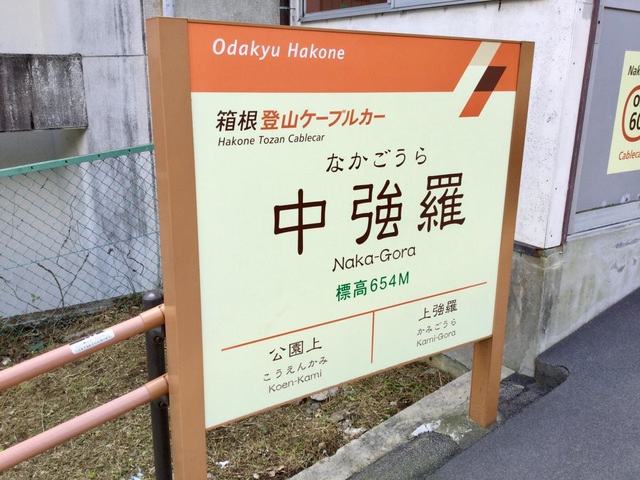 Odakyu Hakone
箱根登山ケーブルカー
Hakone Tozan Cablecar
なかごうら
中強羅
Naka-Gora
標高654M
公園上
こうえんかみ
Koen-Kami
上強羅
かみごうら
Kami-Gora
Cableca